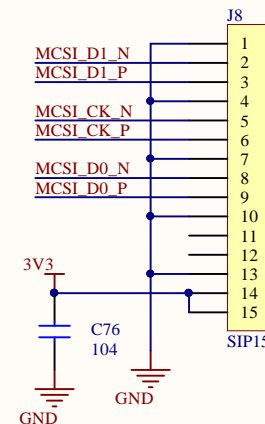 J8
1
MCSI_D1_N 2
MCSI_D1_P 3
4
MCSI_CK_N 5
MCSI_CK_P 6
7
MCSI_D0_N 8
MCSI_D0_P 9
10
11
12
3V3 13
14
15
C76
104
SIP15
GND
GND